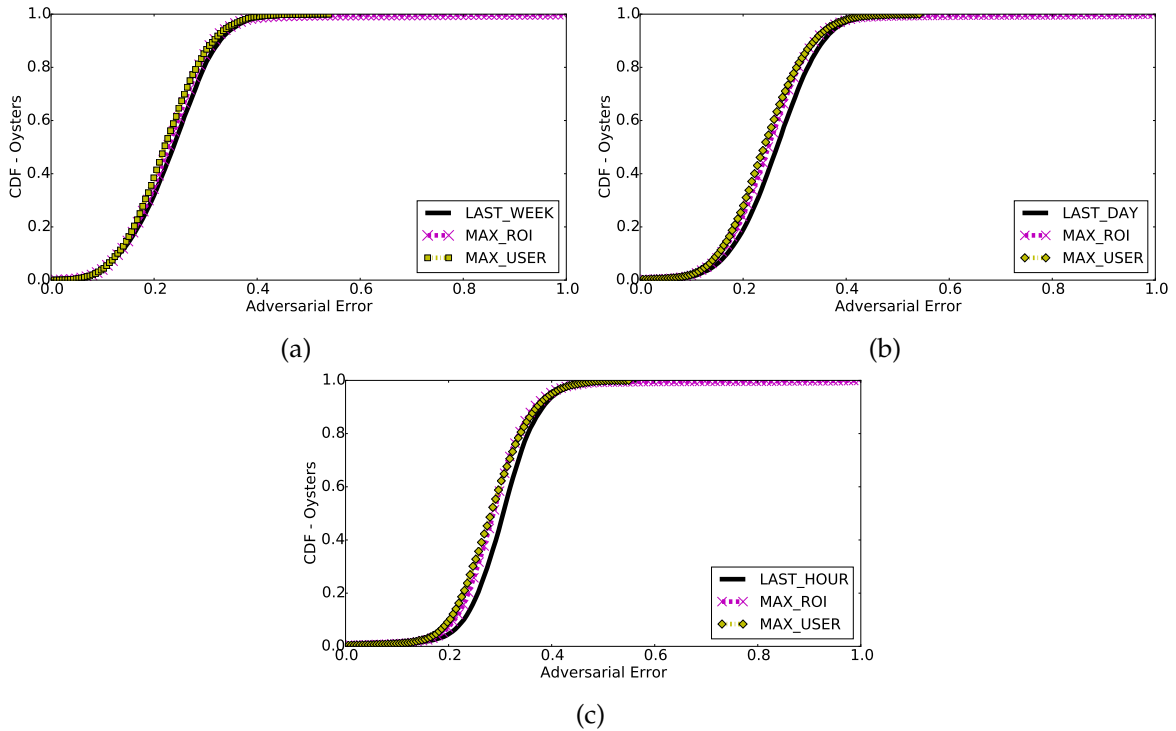 1.0
0.8
0.6
0.4
0.2
0.0
CDF - Oysters
0.0 0.2 0.4 0.6 0.8 1.0
Adversarial Error
LAST_WEEK
MAX_ROI
MAX_USER
(a)
1.0
0.8
0.6
0.4
0.2
0.0
CDF - Oysters
0.0 0.2 0.4 0.6 0.8 1.0
Adversarial Error
LAST_DAY
MAX_ROI
MAX_USER
(b)
1.0
0.8
0.6
0.4
0.2
0.0
CDF - Oysters
0.0 0.2 0.4 0.6 0.8 1.0
Adversarial Error
LAST_HOUR
MAX_ROI
MAX_USER
(c)